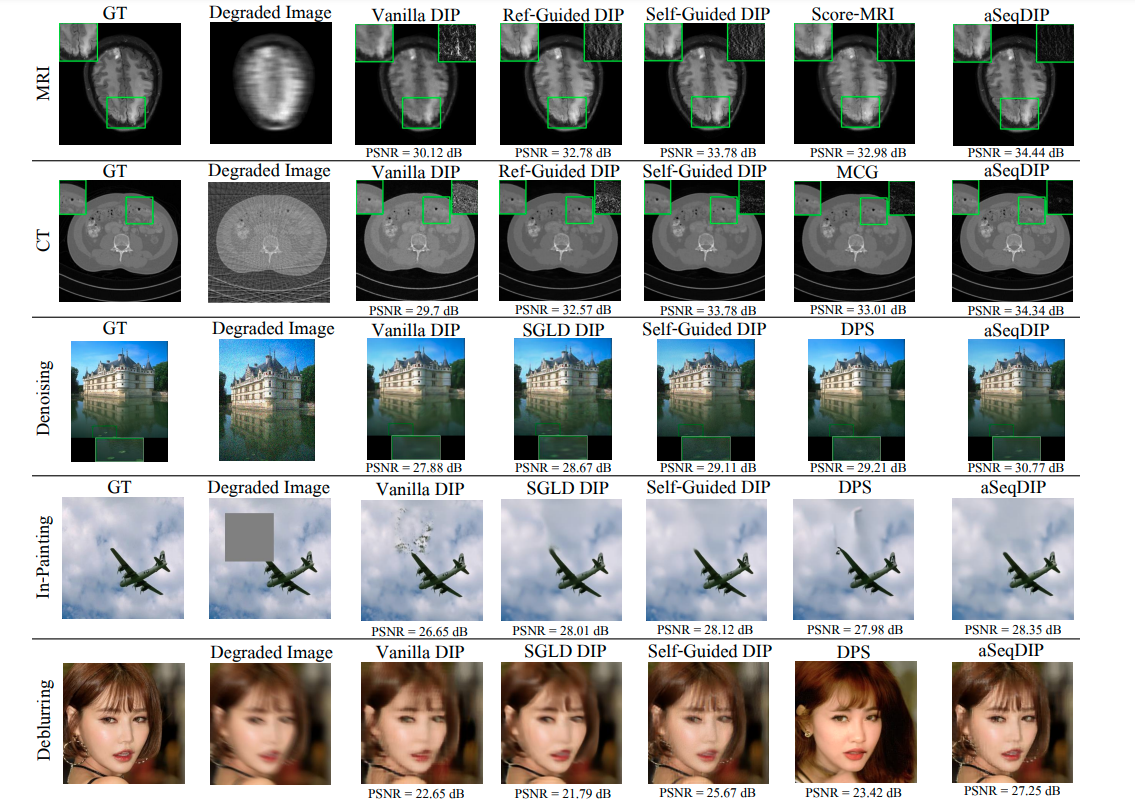 GT Degraded Image Vanilla DIP Ref-Guided DIP Self-Guided DIP Score-MRI aSeqDIP
MRI
PSNR = 30.12 dB PSNR = 32.78 dB PSNR = 33.78 dB PSNR = 32.98 dB PSNR = 34.44 dB
GT Degraded Image Vanilla DIP Ref-Guided DIP Self-Guided DIP MCG aSeqDIP
CT
PSNR = 29.7 dB PSNR = 32.57 dB PSNR = 33.78 dB PSNR = 33.01 dB PSNR = 34.34 dB
GT Degraded Image Vanilla DIP SGLD DIP Self-Guided DIP DPS aSeqDIP
Denoising
PSNR = 27.88 dB PSNR = 28.67 dB PSNR = 29.11 dB PSNR = 29.21 dB PSNR = 30.77 dB
GT Degraded Image Vanilla DIP SGLD DIP Self-Guided DIP DPS aSeqDIP
In-Painting
PSNR = 26.65 dB PSNR = 28.01 dB PSNR = 28.12 dB PSNR = 27.98 dB PSNR = 28.35 dB
Degraded Image Vanilla DIP SGLD DIP Self-Guided DIP DPS aSeqDIP
Deblurring
PSNR = 22.65 dB PSNR = 21.79 dB PSNR = 25.67 dB PSNR = 23.42 dB PSNR = 27.25 dB